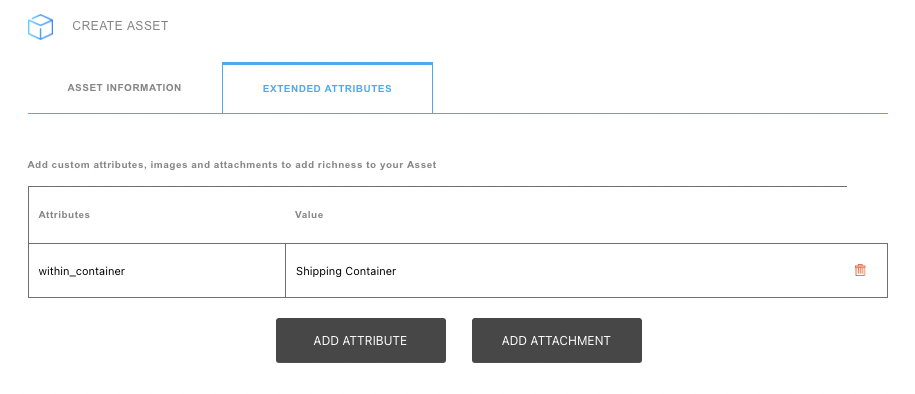 CREATE ASSET
ASSET INFORMATION
EXTENDED ATTRIBUTES
Add custom attributes, images and attachments to add richness to your Asset
Attributes Value
within_container Shipping Container
ADD ATTRIBUTE ADD ATTACHMENT